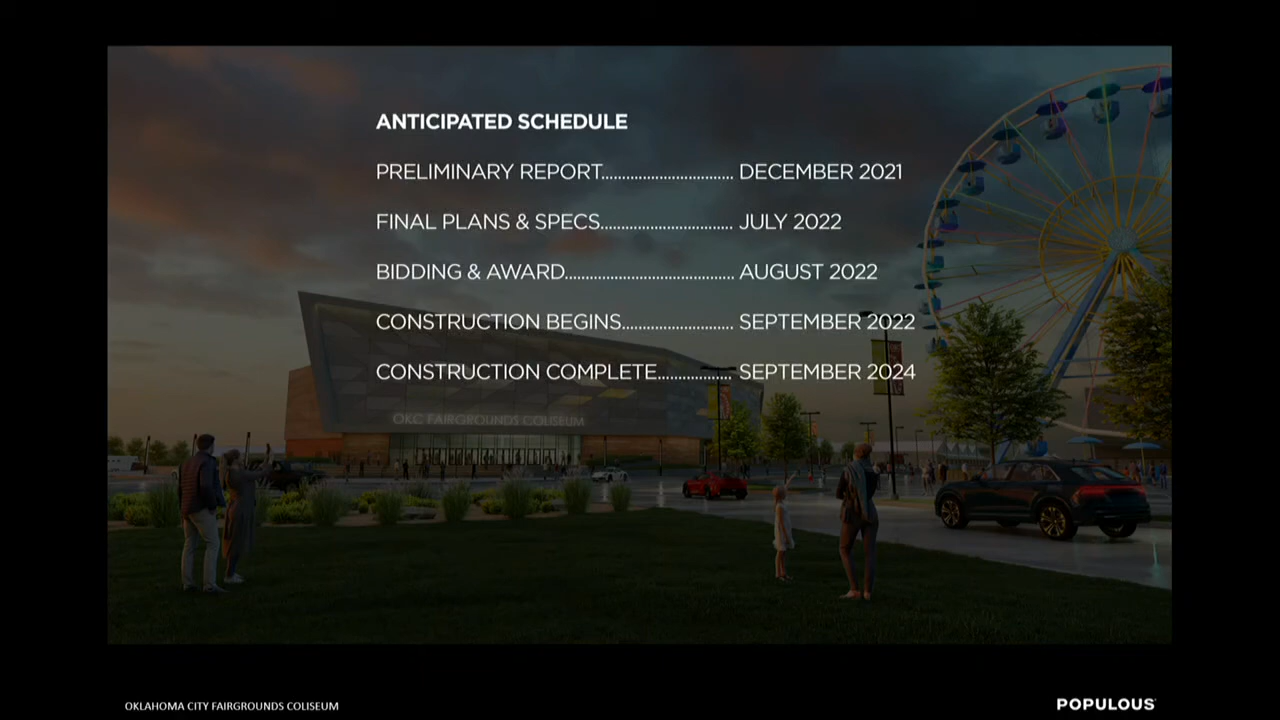 ANTICIPATED SCHEDULE
PRELIMINARY REPORT................................ DECEMBER 2021
FINAL PLANS & SPECS................................ JULY 2022
BIDDING & AWARD......................................... AUGUST 2022
CONSTRUCTION BEGINS........................... SEPTEMBER 2022
CONSTRUCTION COMPLETE.................. SEPTEMBER 2024
OKC FAIRGROUNDS COLISEUM
OKLAHOMA CITY FAIRGROUNDS COLISEUM
POPULOUS